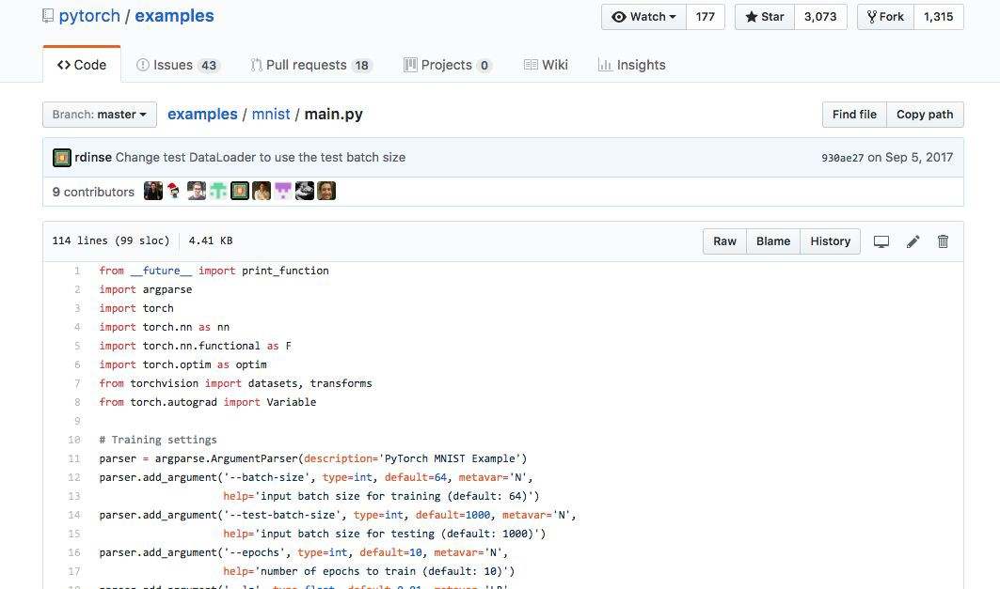 pytorch / examples
Watch 177 Star 3,073 Fork 1,315
Code Issues 43 Pull requests 18 Projects 0 Wiki Insights
Branch: master examples / mnist / main.py Find file Copy path
rdinse Change test DataLoader to use the test batch size 930ae27 on Sep 5, 2017
9 contributors
114 lines (99 sloc) 4.41 KB Raw Blame History
1 from __future__ import print_function
2 import argparse
3 import torch
4 import torch.nn as nn
5 import torch.nn.functional as F
6 import torch.optim as optim
7 from torchvision import datasets, transforms
8 from torch.autograd import Variable
9
10 # Training settings
11 parser = argparse.ArgumentParser(description='PyTorch MNIST Example')
12 parser.add_argument('--batch-size', type=int, default=64, metavar='N',
13 help='input batch size for training (default: 64)')
14 parser.add_argument('--test-batch-size', type=int, default=1000, metavar='N',
15 help='input batch size for testing (default: 1000)')
16 parser.add_argument('--epochs', type=int, default=10, metavar='N',
17 help='number of epochs to train (default: 10)')